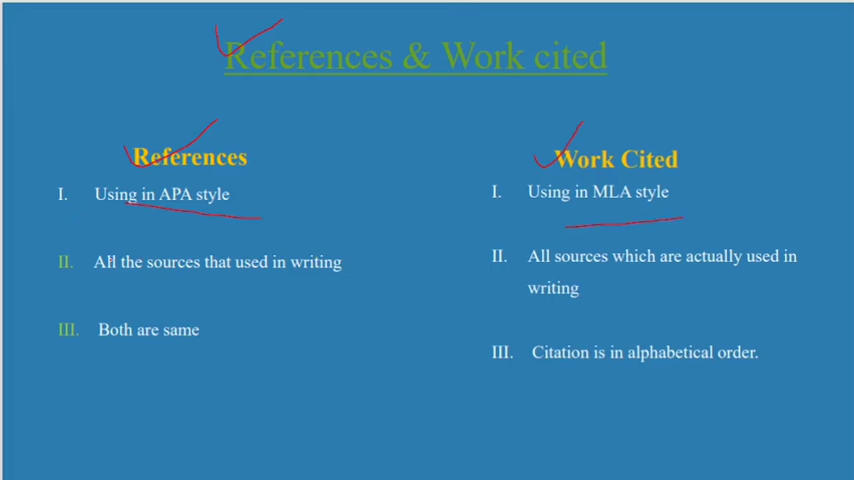 References & Work cited
References
I. Using in APA style
II. All the sources that used in writing
III. Both are same
Work Cited
I. Using in MLA style
II. All sources which are actually used in
writing
III. Citation is in alphabetical order.